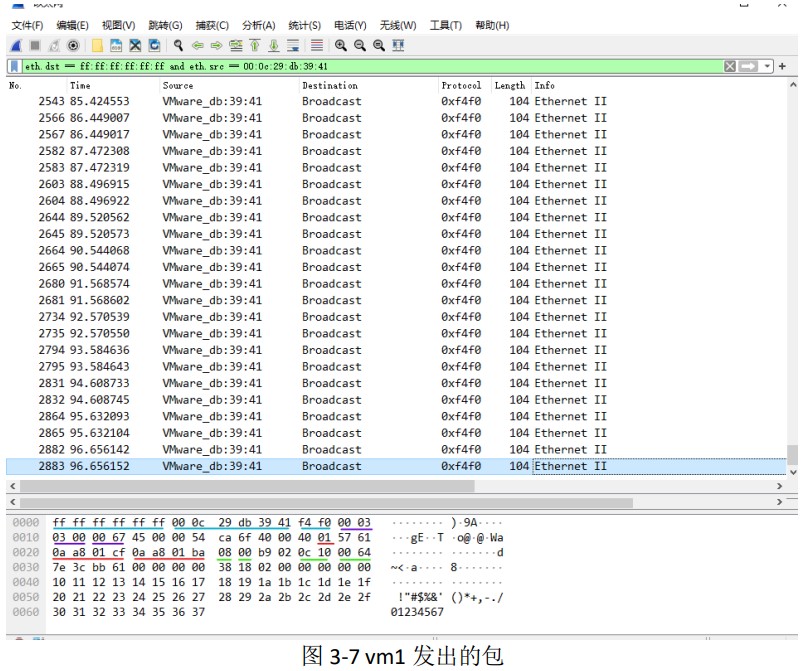 文件(F) 编辑(E) 视图(V) 跳转(G) 捕获(C) 分析(A) 统计(S) 电话(Y) 无线(W) 工具(T) 帮助(H)
eth.dst == ff:ff:ff:ff:ff:ff and eth.src == 00:0c:29:db:39:41
No. Time Source Destination Protocol Length Info
2543 85.424553 VMware_db:39:41 Broadcast 0xf4f0 104 Ethernet II
2566 86.449007 VMware_db:39:41 Broadcast 0xf4f0 104 Ethernet II
2567 86.449017 VMware_db:39:41 Broadcast 0xf4f0 104 Ethernet II
2582 87.472308 VMware_db:39:41 Broadcast 0xf4f0 104 Ethernet II
2583 87.472319 VMware_db:39:41 Broadcast 0xf4f0 104 Ethernet II
2603 88.496915 VMware_db:39:41 Broadcast 0xf4f0 104 Ethernet II
2604 88.496922 VMware_db:39:41 Broadcast 0xf4f0 104 Ethernet II
2644 89.520562 VMware_db:39:41 Broadcast 0xf4f0 104 Ethernet II
2645 89.520573 VMware_db:39:41 Broadcast 0xf4f0 104 Ethernet II
2664 90.544068 VMware_db:39:41 Broadcast 0xf4f0 104 Ethernet II
2665 90.544074 VMware_db:39:41 Broadcast 0xf4f0 104 Ethernet II
2680 91.568574 VMware_db:39:41 Broadcast 0xf4f0 104 Ethernet II
2681 91.568602 VMware_db:39:41 Broadcast 0xf4f0 104 Ethernet II
2734 92.570539 VMware_db:39:41 Broadcast 0xf4f0 104 Ethernet II
2735 92.570550 VMware_db:39:41 Broadcast 0xf4f0 104 Ethernet II
2794 93.584636 VMware_db:39:41 Broadcast 0xf4f0 104 Ethernet II
2795 93.584643 VMware_db:39:41 Broadcast 0xf4f0 104 Ethernet II
2831 94.608733 VMware_db:39:41 Broadcast 0xf4f0 104 Ethernet II
2832 94.608745 VMware_db:39:41 Broadcast 0xf4f0 104 Ethernet II
2864 95.632093 VMware_db:39:41 Broadcast 0xf4f0 104 Ethernet II
2865 95.632104 VMware_db:39:41 Broadcast 0xf4f0 104 Ethernet II
2882 96.656142 VMware_db:39:41 Broadcast 0xf4f0 104 Ethernet II
2883 96.656152 VMware_db:39:41 Broadcast 0xf4f0 104 Ethernet II
0000 ff ff ff ff ff ff 00 0c 29 db 39 41 f4 f0 00 03 ········ )·9A····
0010 03 00 00 67 45 00 00 54 ca 6f 40 00 40 01 57 61 ···gE··T ·o@·@·Wa
0020 0a a8 01 cf 0a a8 01 ba 08 00 b9 02 0c 10 00 64 ········ ·······d
0030 7e 3c bb 61 00 00 00 00 38 18 02 00 00 00 00 00 ~<·a···· 8·······
0040 10 11 12 13 14 15 16 17 18 19 1a 1b 1c 1d 1e 1f ········ ········
0050 20 21 22 23 24 25 26 27 28 29 2a 2b 2c 2d 2e 2f !"#$%&' ()*+,-./
0060 30 31 32 33 34 35 36 37 01234567
图 3-7 vm1 发出的包